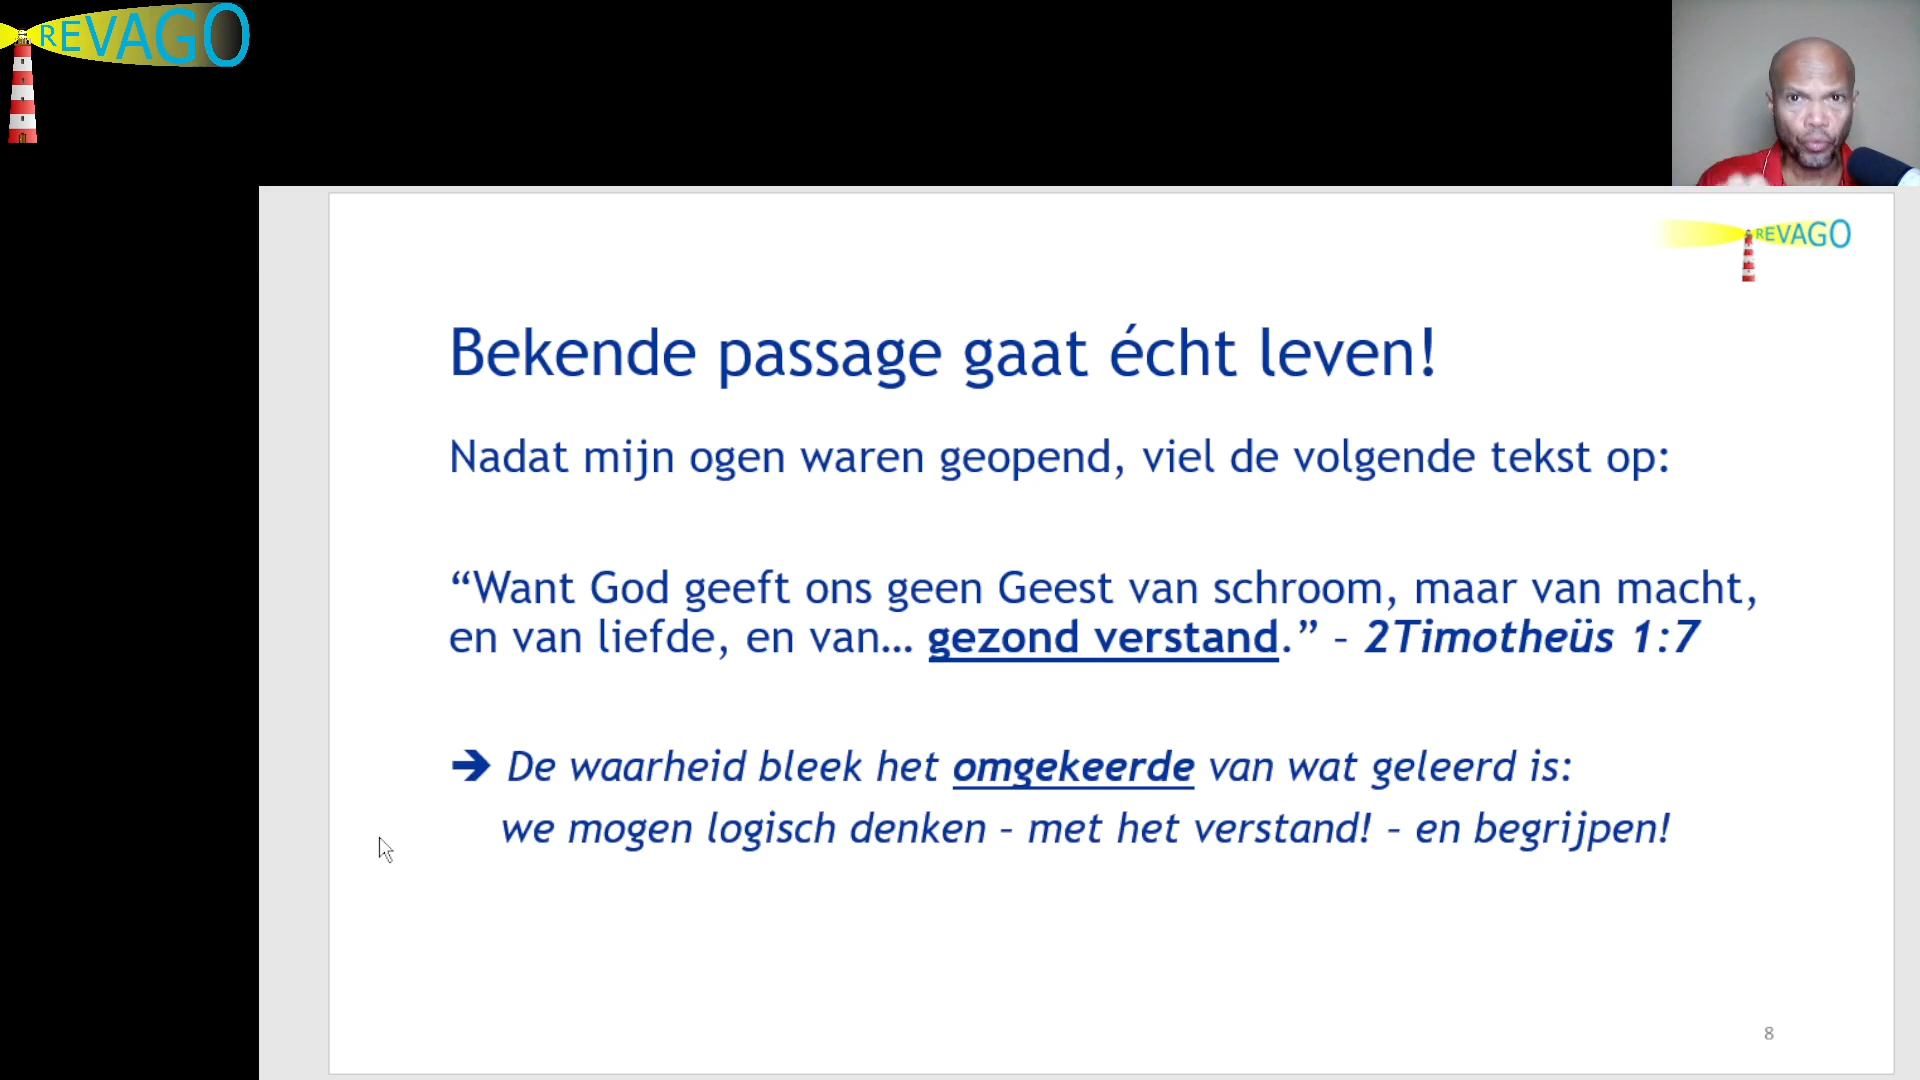 REVAGO
REVAGO
Bekende passage gaat écht leven!
Nadat mijn ogen waren geopend, viel de volgende tekst op:
“Want God geeft ons geen Geest van schroom, maar van macht,
en van liefde, en van… gezond verstand.” – 2Timotheüs 1:7
➔ De waarheid bleek het omgekeerde van wat geleerd is:
we mogen logisch denken – met het verstand! – en begrijpen!
8